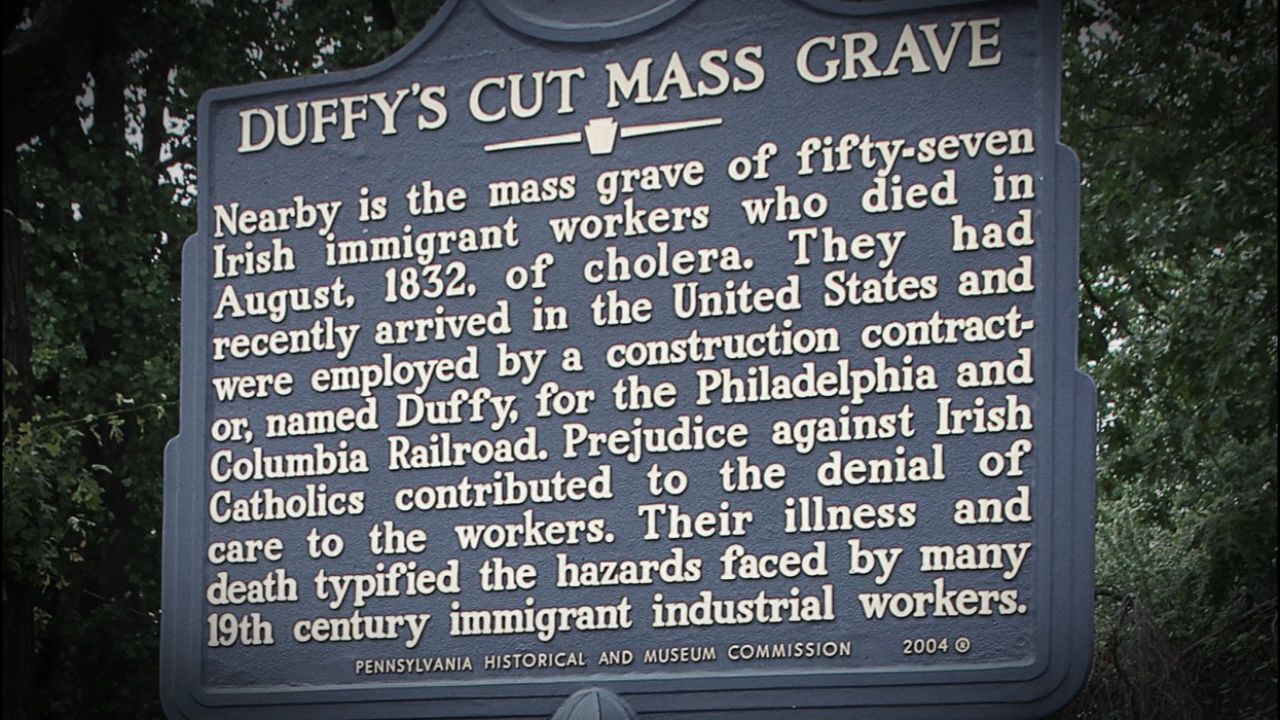 DUFFY'S CUT MASS GRAVE
Nearby is the mass grave of fifty-seven
Irish immigrant workers who died in
August, 1832, of cholera. They had
recently arrived in the United States and
were employed by a construction contract-
or, named Duffy, for the Philadelphia and
Columbia Railroad. Prejudice against Irish
Catholics contributed to the denial of
care to the workers. Their illness and
death typified the hazards faced by many
19th century immigrant industrial workers.
PENNSYLVANIA HISTORICAL AND MUSEUM COMMISSION 2004 ®